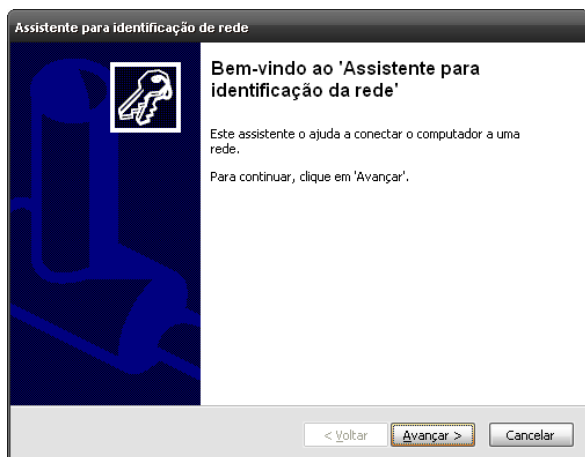 Assistente para identificação de rede
Bem-vindo ao 'Assistente para
identificação da rede'
Este assistente o ajuda a conectar o computador a uma
rede.
Para continuar, clique em 'Avançar'.
< Voltar
Avançar >
Cancelar